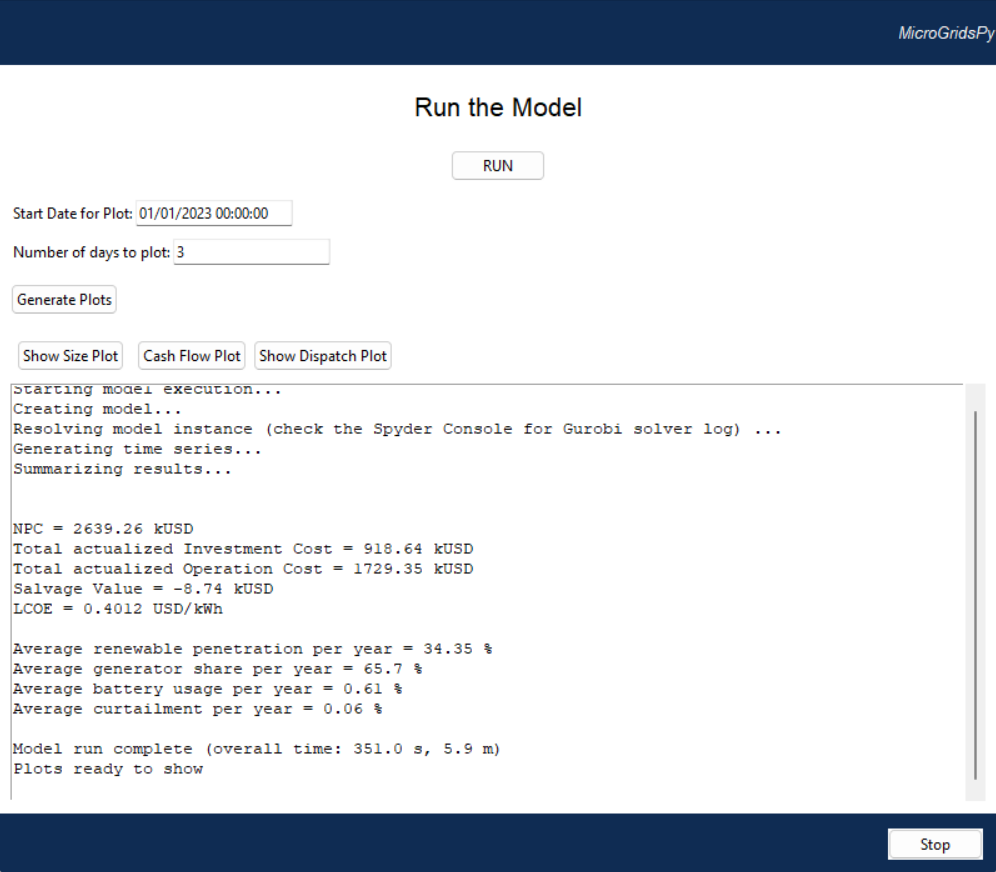 MicroGridsPy
Run the Model
RUN
Start Date for Plot: 01/01/2023 00:00:00
Number of days to plot: 3
Generate Plots
Show Size Plot Cash Flow Plot Show Dispatch Plot
Starting model execution...
Creating model...
Resolving model instance (check the Spyder Console for Gurobi solver log) ...
Generating time series...
Summarizing results...
NPC = 2639.26 kUSD
Total actualized Investment Cost = 918.64 kUSD
Total actualized Operation Cost = 1729.35 kUSD
Salvage Value = -8.74 kUSD
LCOE = 0.4012 USD/kWh
Average renewable penetration per year = 34.35 %
Average generator share per year = 65.7 %
Average battery usage per year = 0.61 %
Average curtailment per year = 0.06 %
Model run complete (overall time: 351.0 s, 5.9 m)
Plots ready to show
Stop